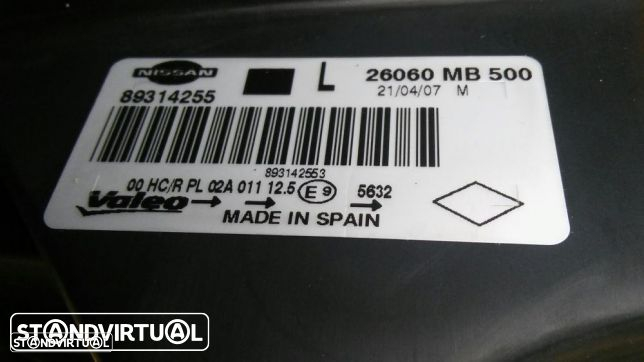 NISSAN L 26060 MB 500
89314255 21/04/07 M
893142553
00 HC/R PL 02A 011 12.5 E9 5632
Valeo
MADE IN SPAIN
STANDVIRTUAL
STANDVIRTUAL